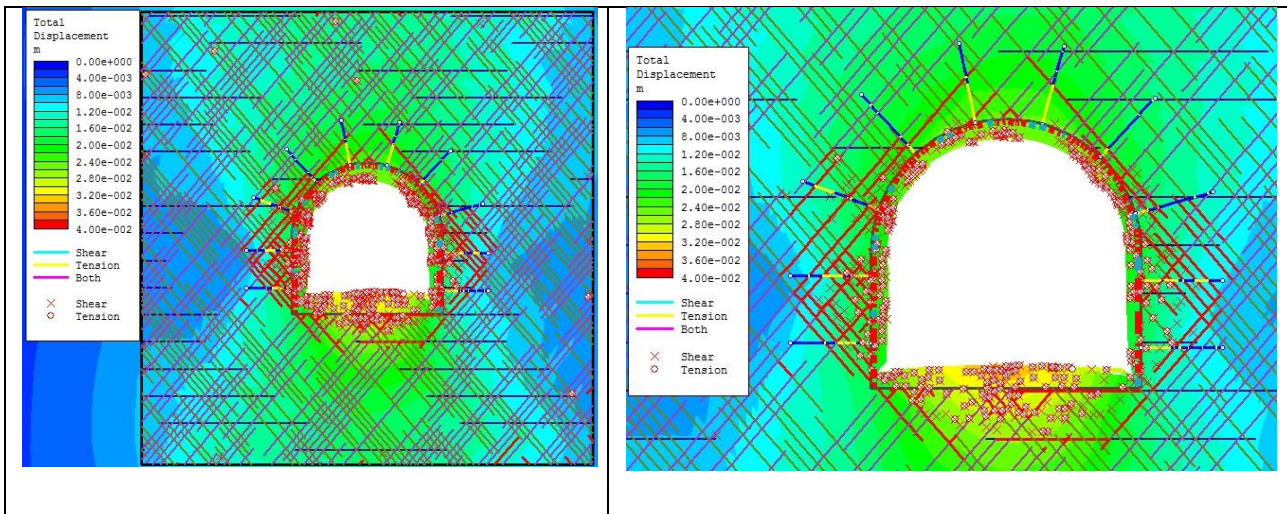 Total
Displacement
m
0.00e+000
4.00e-003
8.00e-003
1.20e-002
1.60e-002
2.00e-002
2.40e-002
2.80e-002
3.20e-002
3.60e-002
4.00e-002
Shear
Tension
Both
Shear
Tension
Total
Displacement
m
0.00e+000
4.00e-003
8.00e-003
1.20e-002
1.60e-002
2.00e-002
2.40e-002
2.80e-002
3.20e-002
3.60e-002
4.00e-002
Shear
Tension
Both
Shear
Tension